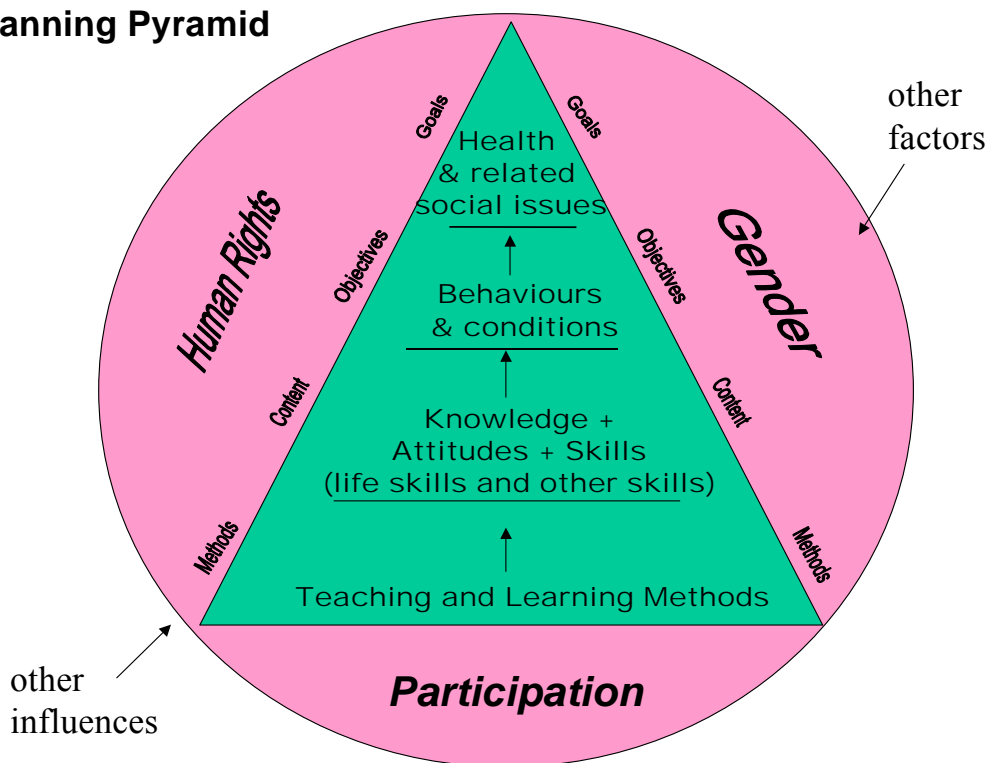 anning Pyramid
other
factors
Goals
Goals
Health
& related
social issues
Human Rights
Gender
Objectives
Objectives
Behaviours
& conditions
Content
Content
Knowledge +
Attitudes + Skills
(life skills and other skills)
Methods
Methods
Teaching and Learning Methods
other
influences
Participation